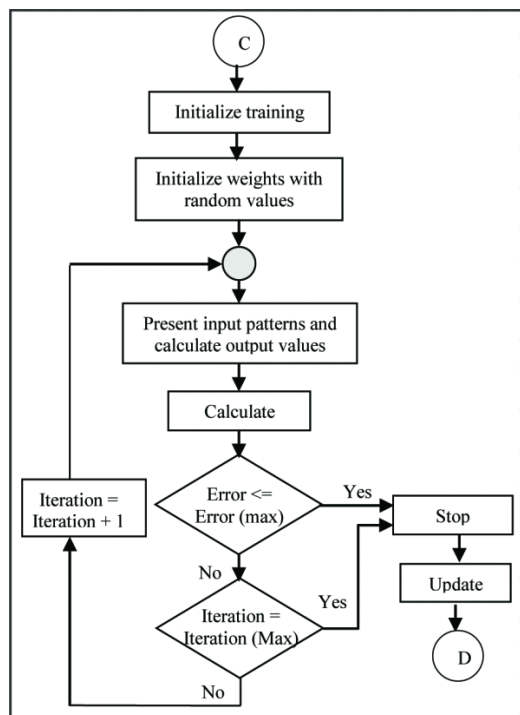 C
Initialize training
Initialize weights with
random values
Present input patterns and
calculate output values
Calculate
Error <=
Error (max)
Yes
No
Iteration =
Iteration + 1
Stop
Update
Iteration =
Iteration (Max)
Yes
No
D